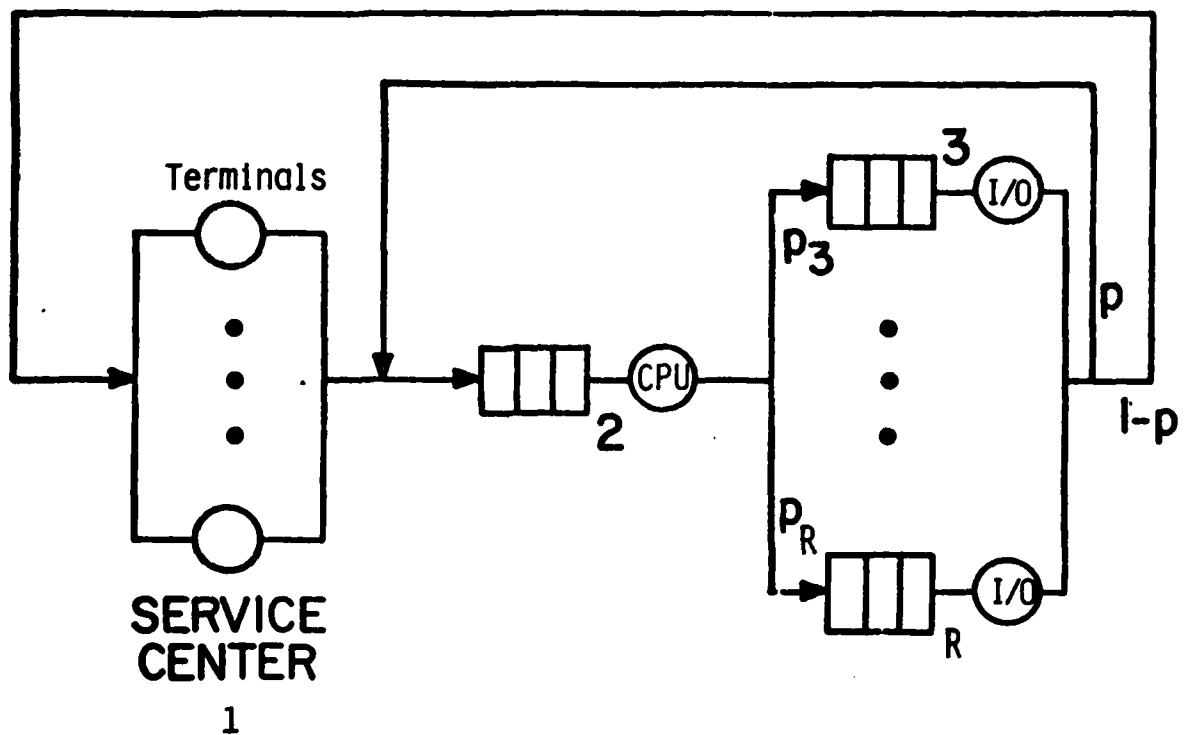 Terminals
SERVICE
CENTER
1
2
CPU
p3
3
I/O
pR
R
I/O
p
1-p